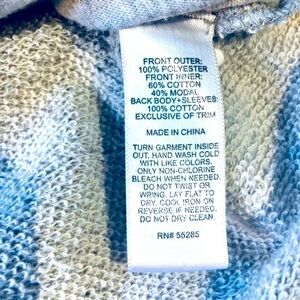 FRONT OUTER:
100% POLYESTER
FRONT INNER:
60% COTTON
40% MODAL
BACK BODY+SLEEVES:
100% COTTON
EXCLUSIVE OF TRIM
MADE IN CHINA
TURN GARMENT INSIDE
OUT. HAND WASH COLD
WITH LIKE COLORS.
ONLY NON-CHLORINE
BLEACH WHEN NEEDED.
DO NOT TWIST OR
WRING. LAY FLAT TO
DRY. COOL IRON ON
REVERSE IF NEEDED.
DO NOT DRY CLEAN.
RN# 55285